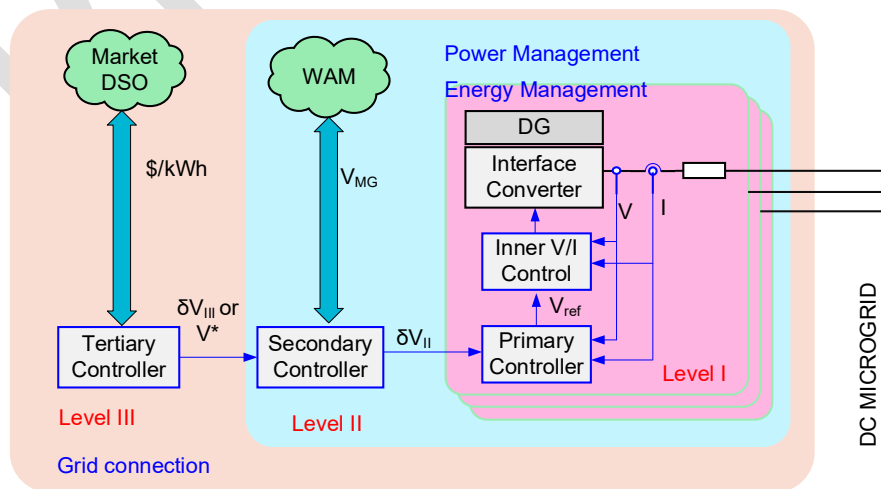 Market
DSO
WAM
Power Management
Energy Management
DG
Interface
Converter
$/kWh
V_MG
V
I
Inner V/I
Control
V_ref
δV_III or
V*
Tertiary
Controller
Secondary
Controller
δV_II
Primary
Controller
Level I
Level II
Level III
Grid connection
DC MICROGRID